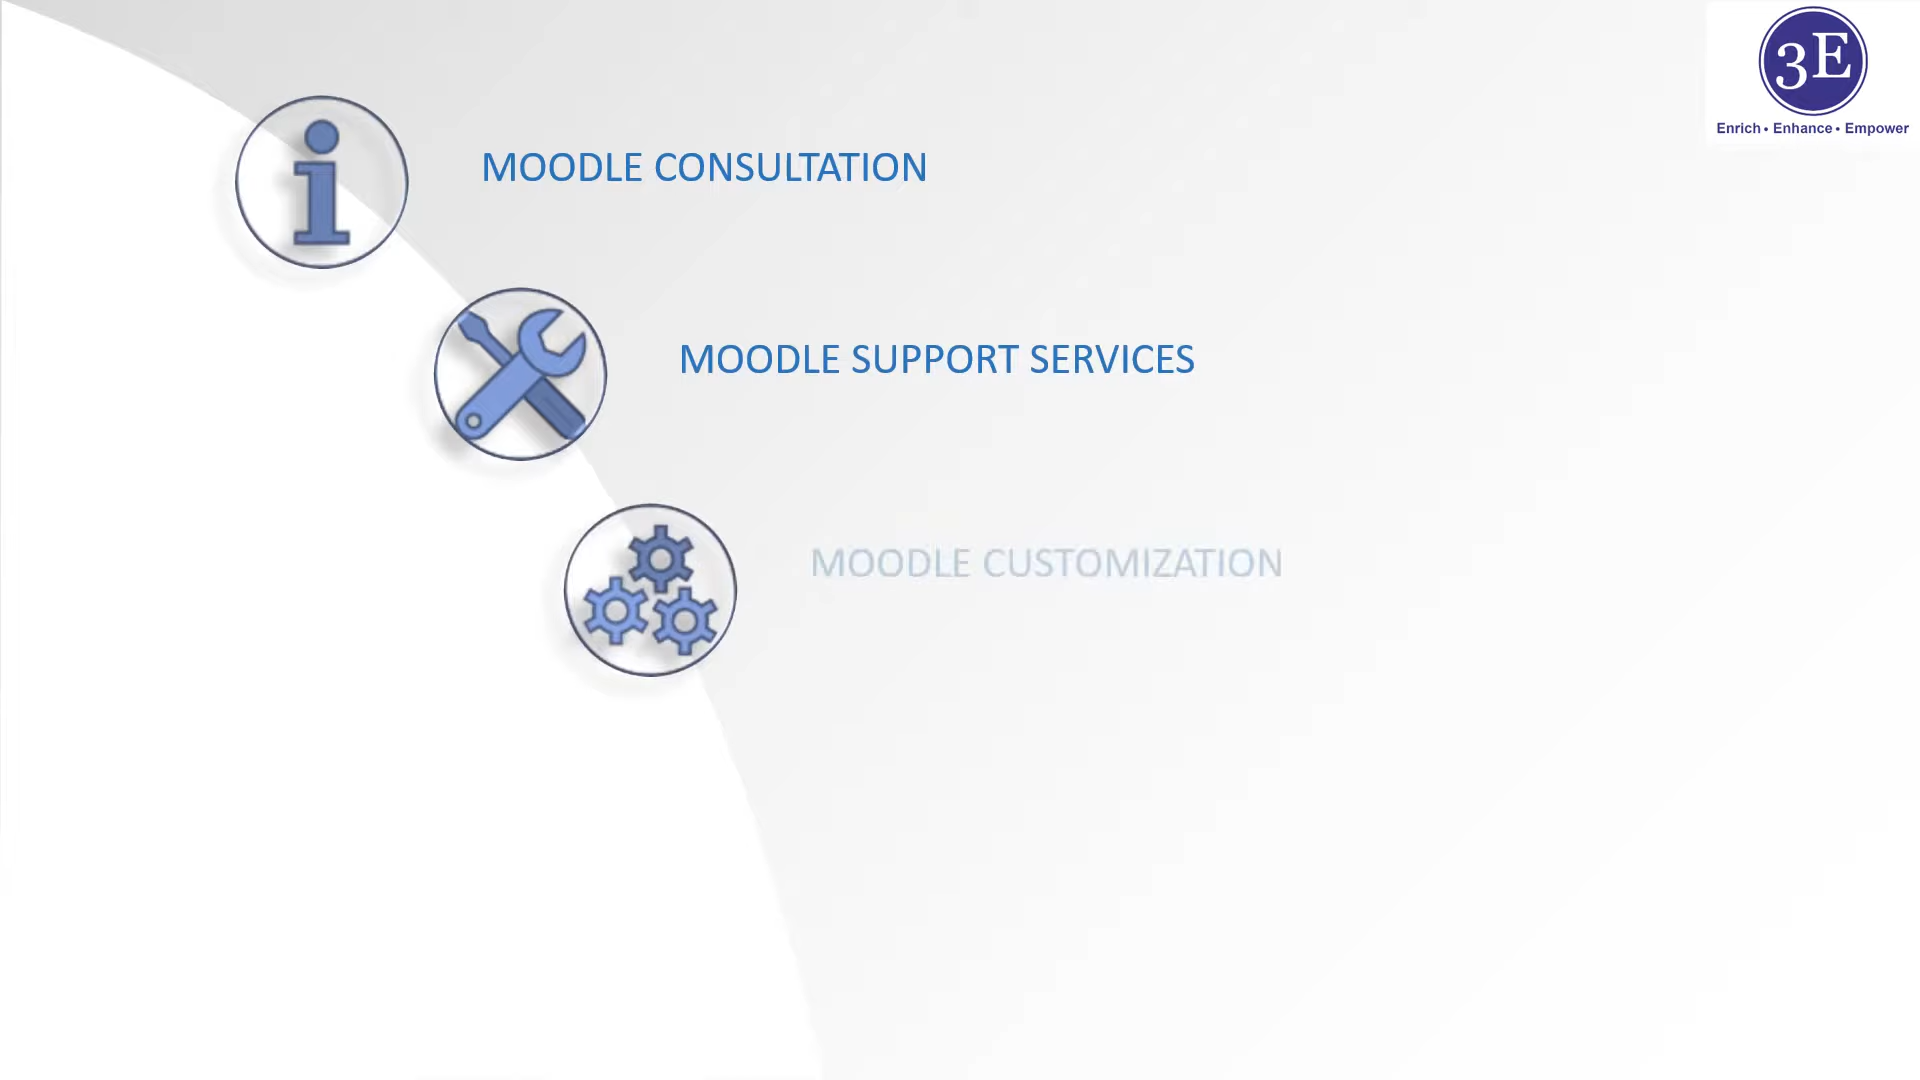 3E
Enrich • Enhance • Empower
MOODLE CONSULTATION
MOODLE SUPPORT SERVICES
MOODLE CUSTOMIZATION